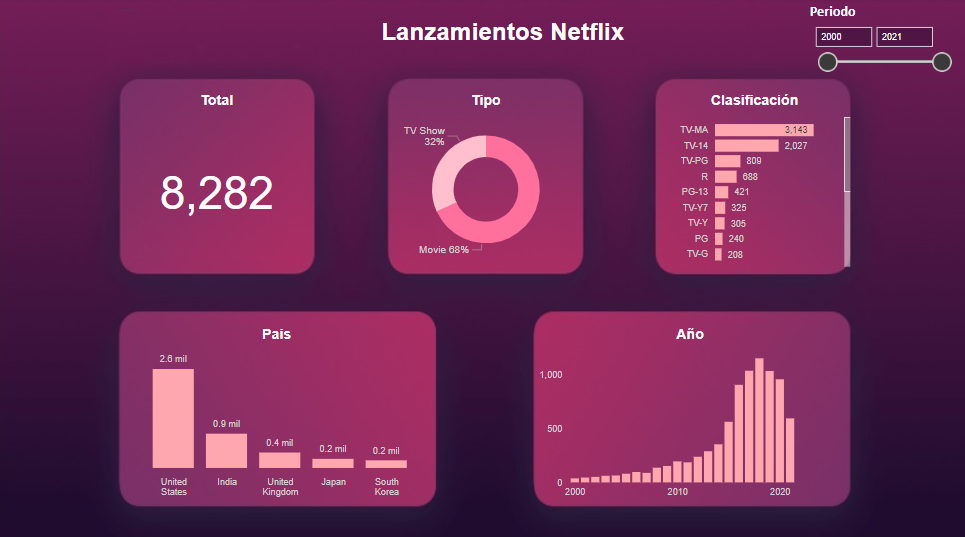 Lanzamientos Netflix
Periodo
2000 2021
Total
8,282
Tipo
TV Show
32%
Movie 68%
Clasificación
TV-MA 3,143
TV-14 2,027
TV-PG 809
R 688
PG-13 421
TV-Y7 325
TV-Y 305
PG 240
TV-G 208
Pais
2.6 mil
0.9 mil
0.4 mil
0.2 mil
0.2 mil
United States
India
United Kingdom
Japan
South Korea
Año
1,000
500
0
2000 2010 2020